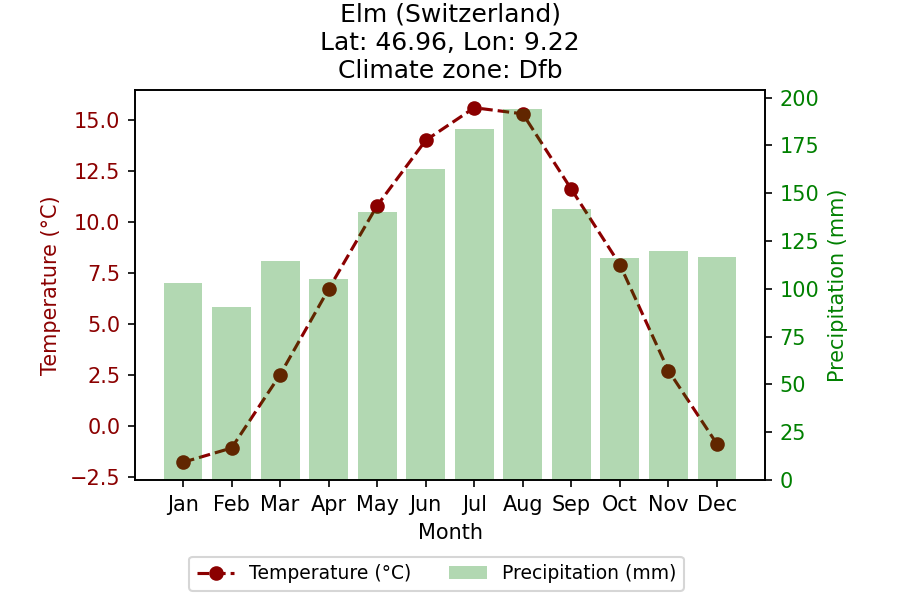 Elm (Switzerland)
Lat: 46.96, Lon: 9.22
Climate zone: Dfb
Temperature (°C)
15.0
12.5
10.0
7.5
5.0
2.5
0.0
−2.5
200
175
150
125
100
75
50
25
0
Precipitation (mm)
Jan Feb Mar Apr May Jun Jul Aug Sep Oct Nov Dec
Month
Temperature (°C) Precipitation (mm)